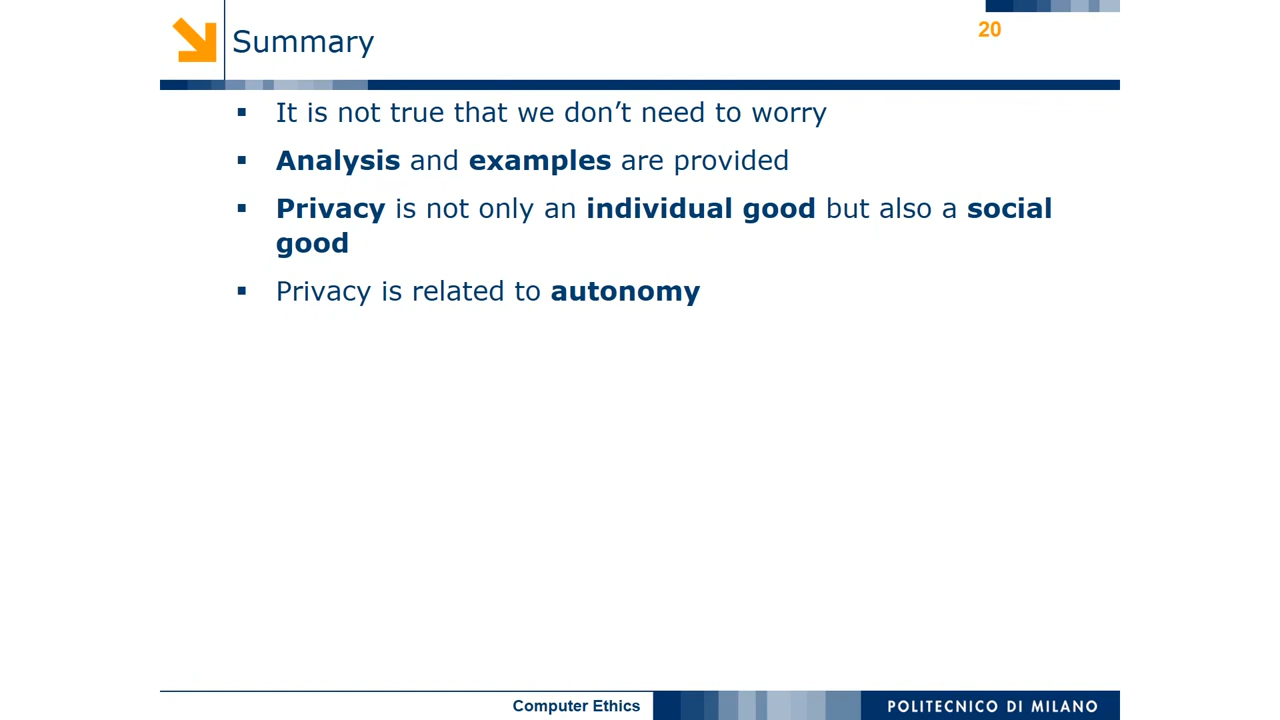 Summary
20
▪ It is not true that we don’t need to worry
▪ Analysis and examples are provided
▪ Privacy is not only an individual good but also a social
good
▪ Privacy is related to autonomy
Computer Ethics
POLITECNICO DI MILANO